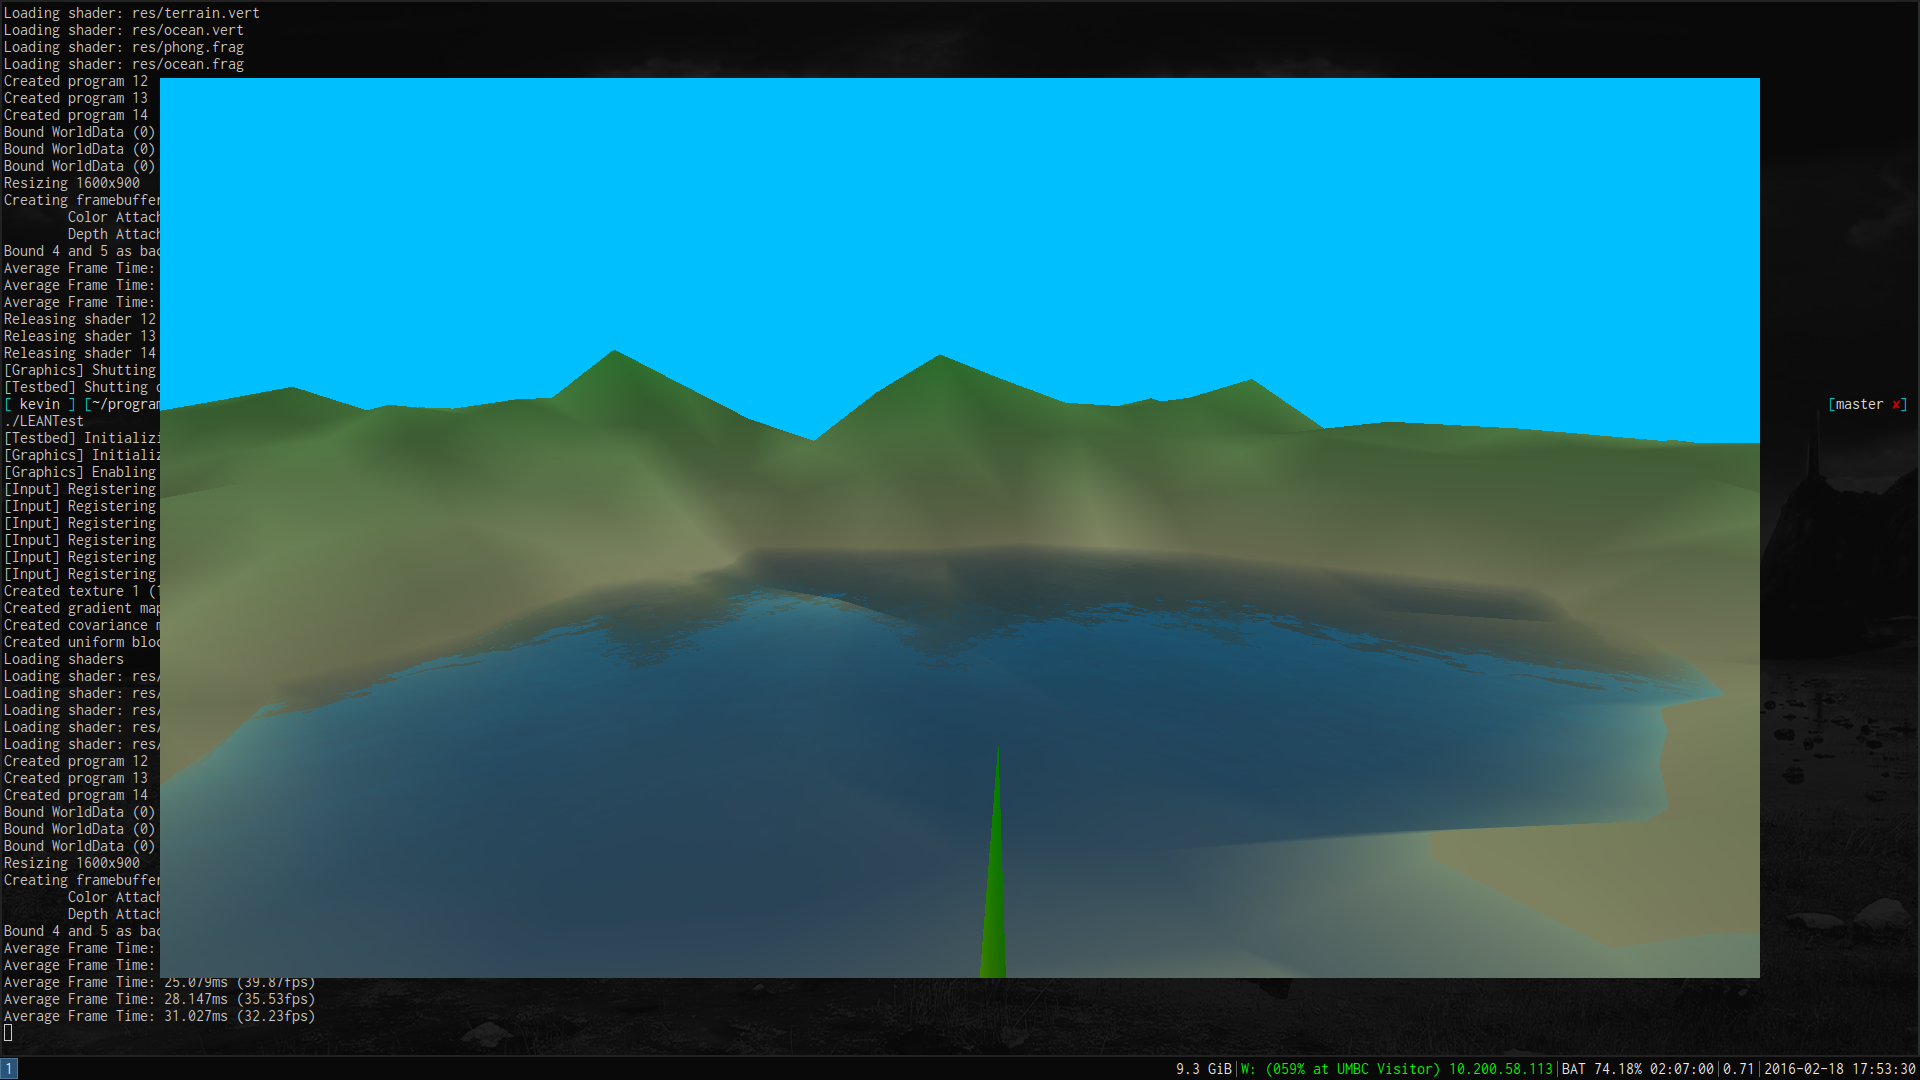 Loading shader: res/terrain.vert
Loading shader: res/ocean.vert
Loading shader: res/phong.frag
Loading shader: res/ocean.frag
Created program 12
Created program 13
Created program 14
Bound WorldData (0)
Bound WorldData (0)
Bound WorldData (0)
Resizing 1600x900
Creating framebuffer
Color Attach
Depth Attach
Bound 4 and 5 as bac
Average Frame Time:
Average Frame Time:
Average Frame Time:
Releasing shader 12
Releasing shader 13
Releasing shader 14
[Graphics] Shutting
[Testbed] Shutting d
[ kevin ] [~/program [master ✘]
./LEANTest
[Testbed] Initializi
[Graphics] Initializ
[Graphics] Enabling
[Input] Registering
[Input] Registering
[Input] Registering
[Input] Registering
[Input] Registering
[Input] Registering
Created texture 1 (1
Created gradient map
Created covariance m
Created uniform bloc
Loading shaders
Loading shader: res/
Loading shader: res/
Loading shader: res/
Loading shader: res/
Loading shader: res/
Created program 12
Created program 13
Created program 14
Bound WorldData (0)
Bound WorldData (0)
Bound WorldData (0)
Resizing 1600x900
Creating framebuffer
Color Attach
Depth Attach
Bound 4 and 5 as bac
Average Frame Time:
Average Frame Time:
Average Frame Time: 25.079ms (39.87fps)
Average Frame Time: 28.147ms (35.53fps)
Average Frame Time: 31.027ms (32.23fps)
1 9.3 GiB|W: (059% at UMBC Visitor) 10.200.58.113|BAT 74.18% 02:07:00|0.71|2016-02-18 17:53:30